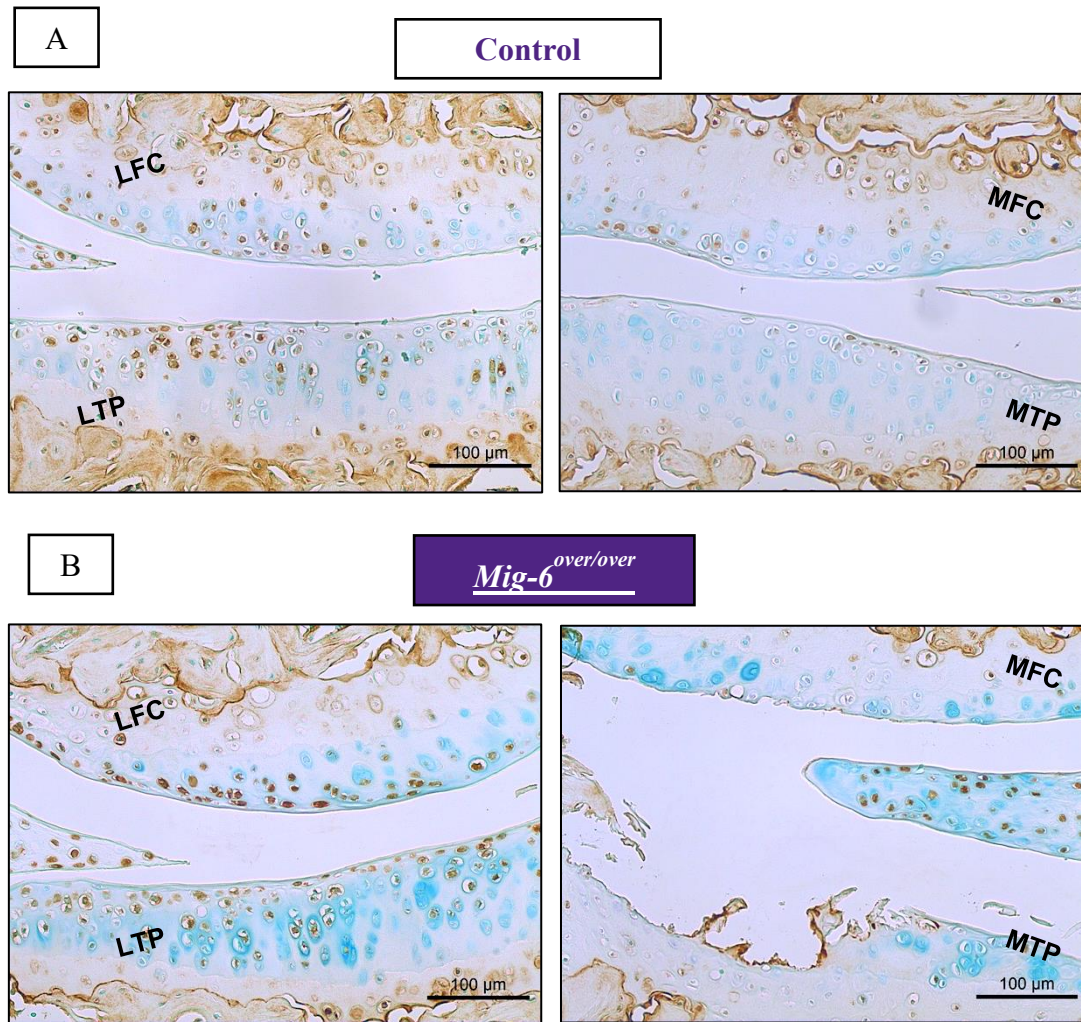 A
Control
LFC
LTP
100 µm
MFC
MTP
100 µm
B
Mig-6over/over
LFC
LTP
100 µm
MFC
MTP
100 µm